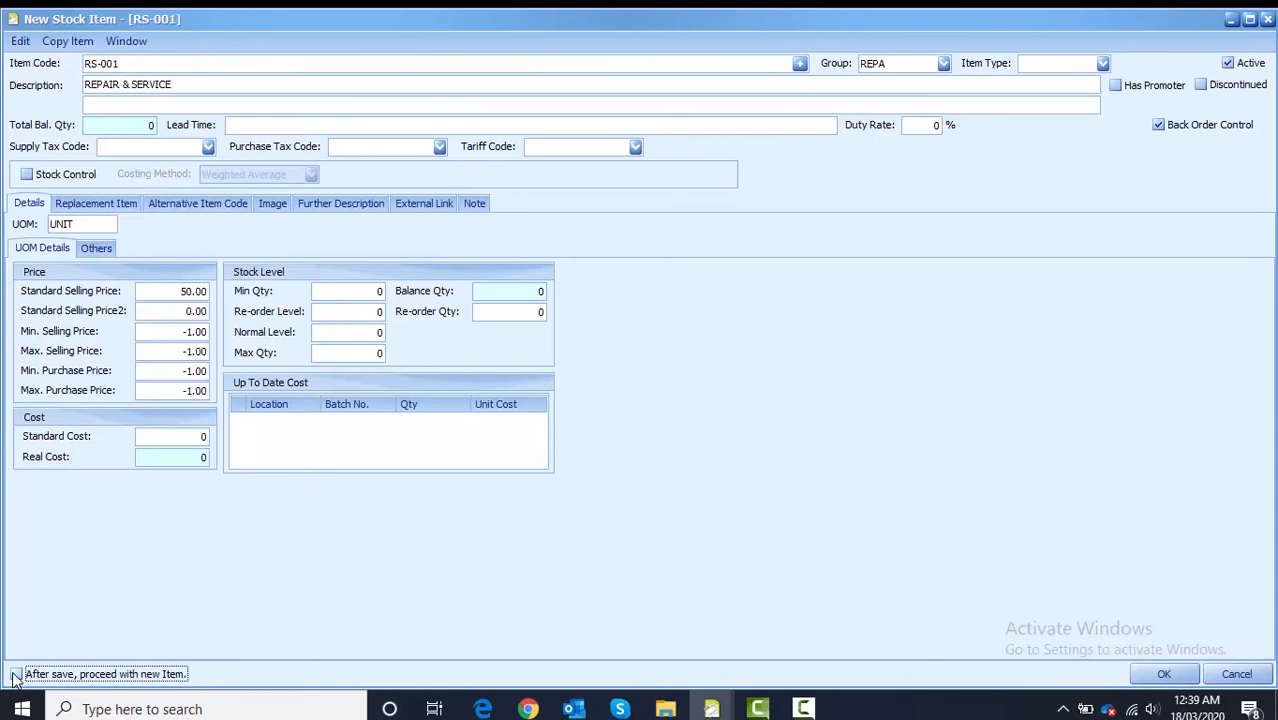 New Stock Item - [RS-001]
Edit Copy Item Window
Item Code: RS-001 Group: REPA Item Type: Active
Description: REPAIR & SERVICE Has Promoter Discontinued
Total Bal. Qty: 0 Lead Time: Duty Rate: 0 % Back Order Control
Supply Tax Code: Purchase Tax Code: Tariff Code:
Stock Control Costing Method: Weighted Average
Details Replacement Item Alternative Item Code Image Further Description External Link Note
UOM: UNIT
UOM Details Others
Price Stock Level
Standard Selling Price: 50.00 Min Qty: 0 Balance Qty: 0
Standard Selling Price2: 0.00 Re-order Level: 0 Re-order Qty: 0
Min. Selling Price: -1.00 Normal Level: 0
Max. Selling Price: -1.00 Max Qty: 0
Min. Purchase Price: -1.00
Max. Purchase Price: -1.00 Up To Date Cost
Location Batch No. Qty Unit Cost
Cost
Standard Cost: 0
Real Cost: 0
Activate Windows
Go to Settings to activate Windows.
After save, proceed with new Item. OK Cancel
Type here to search 12:39 AM
18/03/2020 8